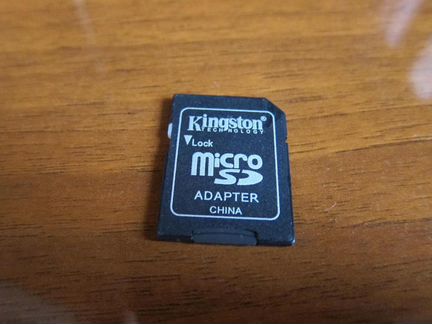 Kingston®
TECHNOLOGY
Lock
micro
SD
ADAPTER
CHINA